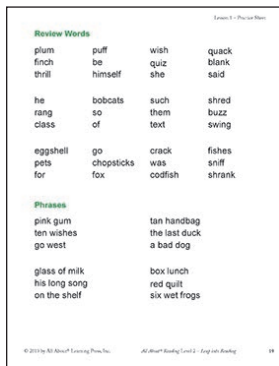 Lesson 1 - Practice Sheets
Review Words
plum puff wish quack
finch be quiz blank
thrill himself she said
he bobcats such shred
rang so them buzz
class of text swing
eggshell go crack fishes
pets chopsticks was sniff
for fox codfish shrank
Phrases
pink gum tan handbag
ten wishes the last duck
go west a bad dog
glass of milk box lunch
his long song red quilt
on the shelf six wet frogs
All About® Reading Level 2 - Leap into Reading